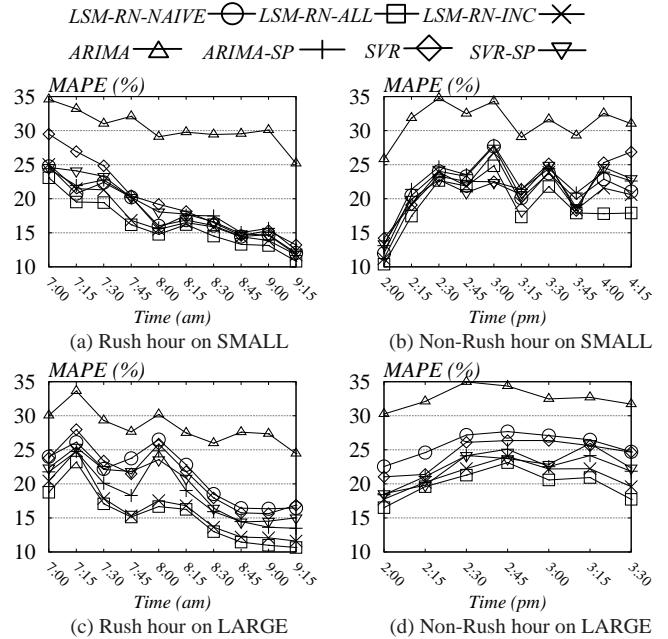 LSM-RN-NAIVE LSM-RN-ALL LSM-RN-INC
ARIMA ARIMA-SP SVR SVR-SP
MAPE (%)
35
30
25
20
15
10
7:00 7:15 7:30 7:45 8:00 8:15 8:30 8:45 9:00 9:15
Time (am)
(a) Rush hour on SMALL
MAPE (%)
35
30
25
20
15
10
2:00 2:15 2:30 2:45 3:00 3:15 3:30 3:45 4:00 4:15
Time (pm)
(b) Non-Rush hour on SMALL
MAPE (%)
35
30
25
20
15
10
7:00 7:15 7:30 7:45 8:00 8:15 8:30 8:45 9:00 9:15
Time (am)
(c) Rush hour on LARGE
MAPE (%)
35
30
25
20
15
10
2:00 2:15 2:30 2:45 3:00 3:15 3:30
Time (pm)
(d) Non-Rush hour on LARGE